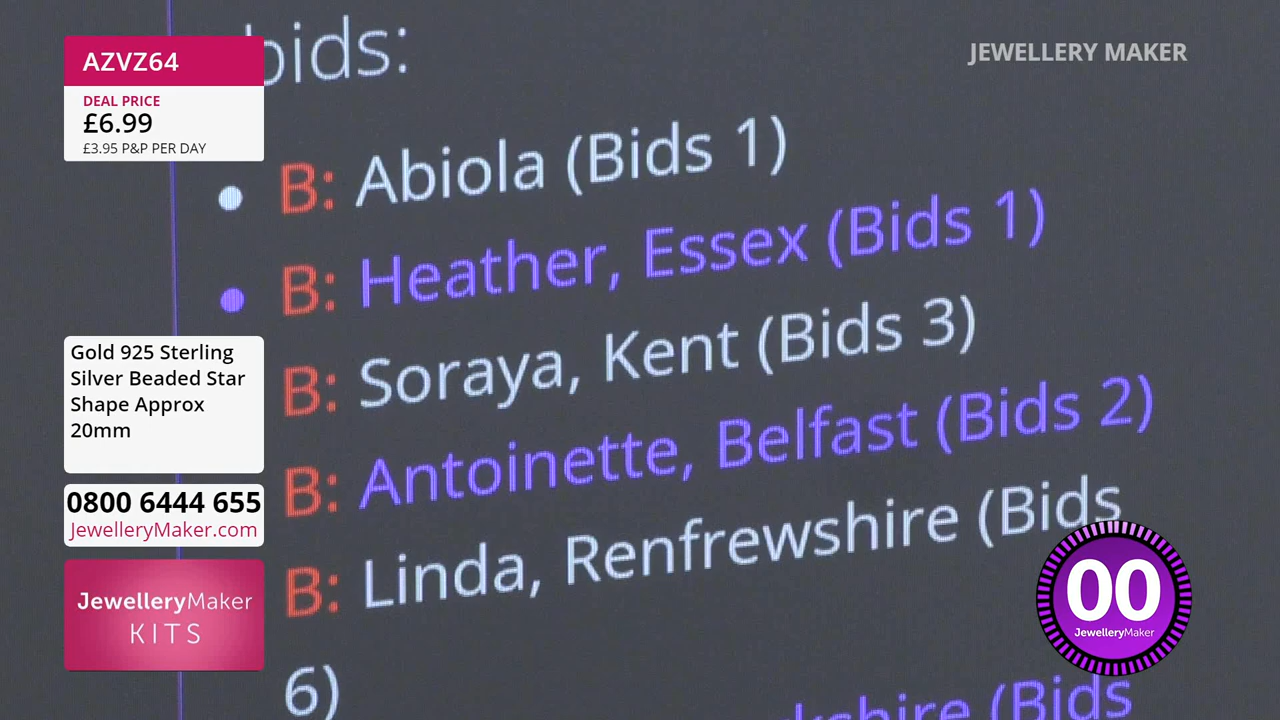 AZVZ64
DEAL PRICE
£6.99
£3.95 P&P PER DAY
JEWELLERY MAKER
bids:
B: Abiola (Bids 1)
B: Heather, Essex (Bids 1)
B: Soraya, Kent (Bids 3)
B: Antoinette, Belfast (Bids 2)
B: Linda, Renfrewshire (Bids
6)
(Bids
Gold 925 Sterling
Silver Beaded Star
Shape Approx
20mm
0800 6444 655
JewelleryMaker.com
JewelleryMaker
KITS
00
JewelleryMaker